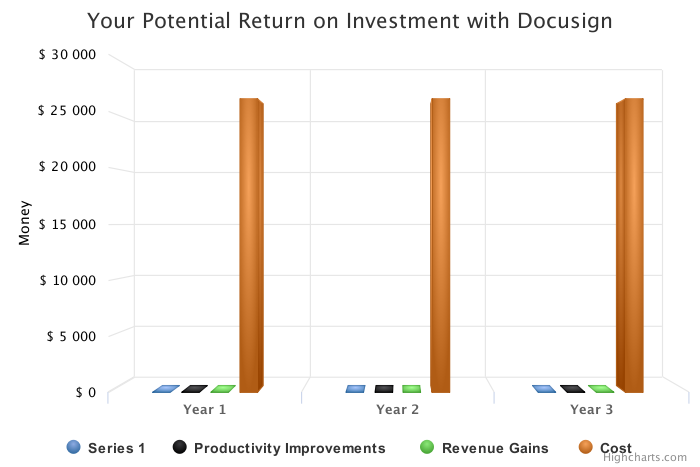 Your Potential Return on Investment with Docusign
$ 30 000
$ 25 000
$ 20 000
$ 15 000
$ 10 000
$ 5 000
$ 0
Money
Year 1 Year 2 Year 3
Series 1 Productivity Improvements Revenue Gains Cost
Highcharts.com